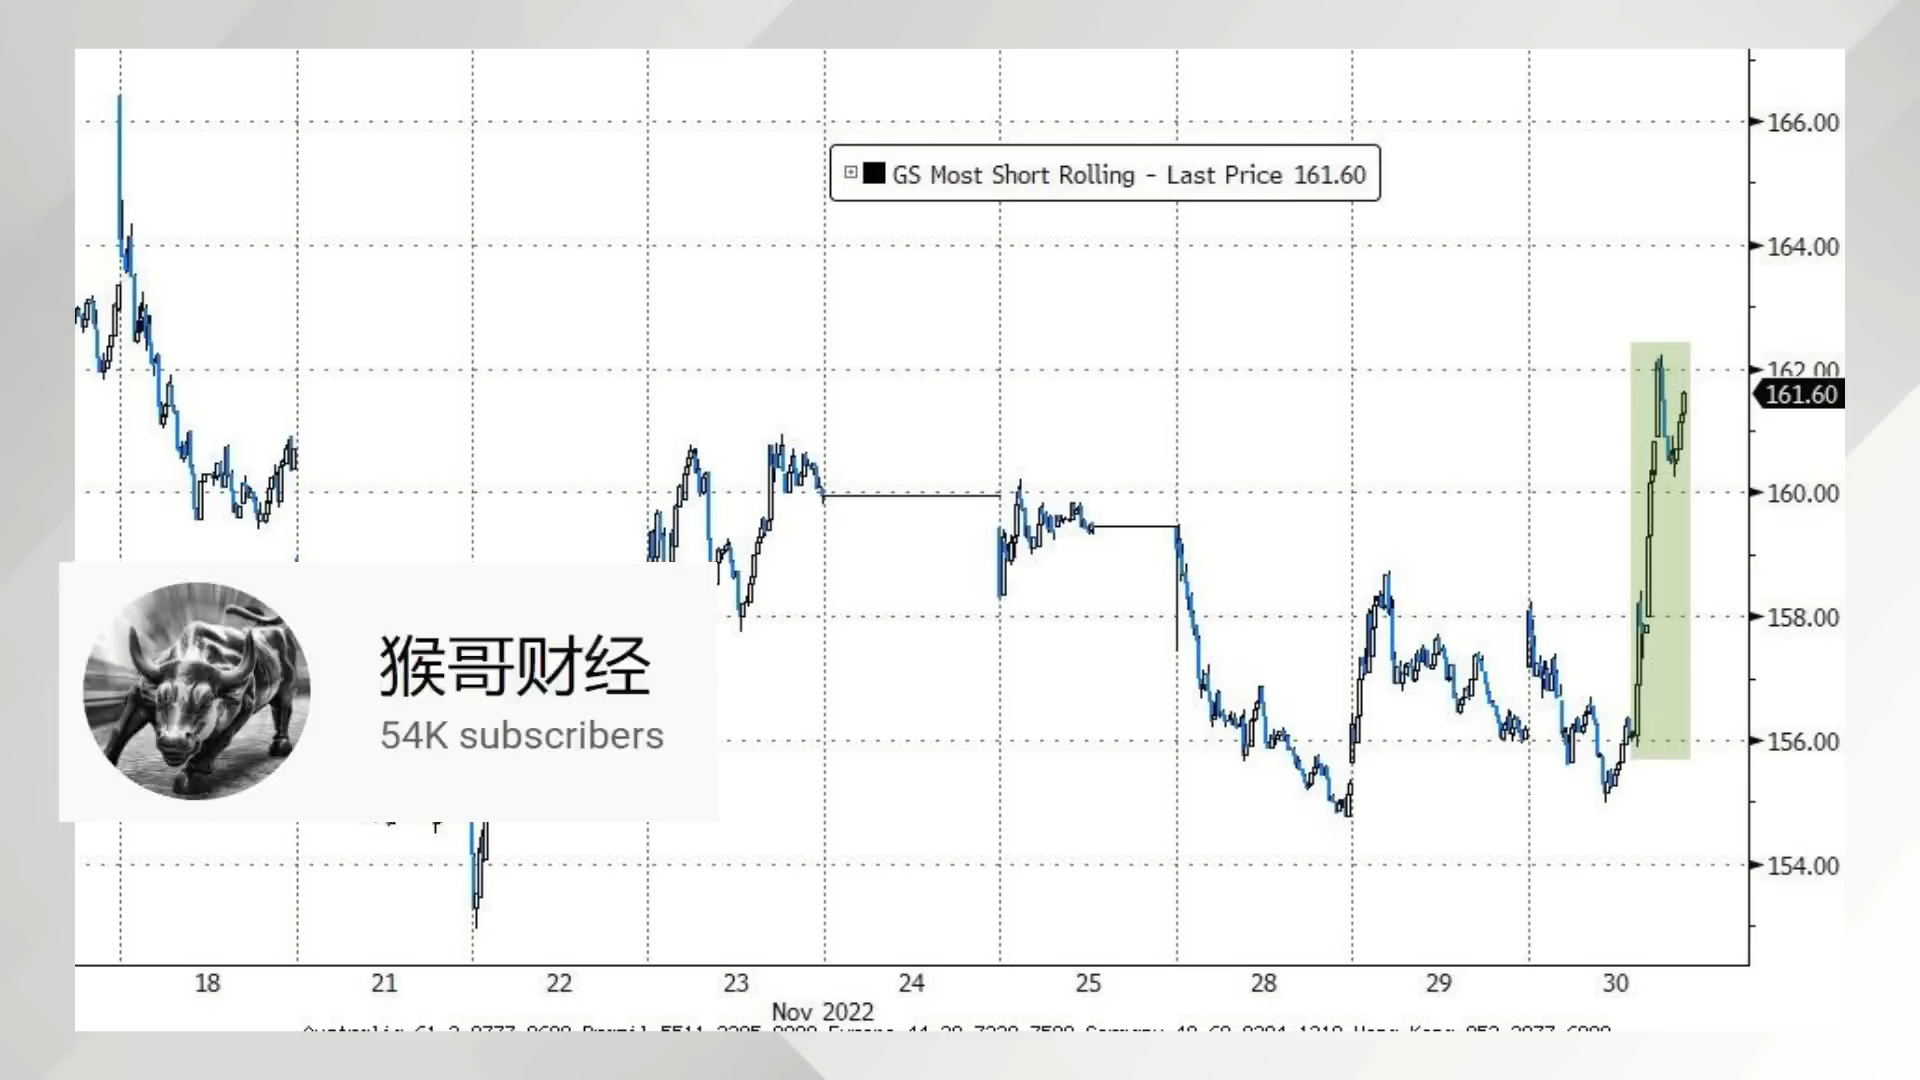 166.00
GS Most Short Rolling - Last Price 161.60
164.00
162.00
161.60
160.00
158.00
猴哥财经
54K subscribers
156.00
154.00
18 21 22 23 24 25 28 29 30
Nov 2022